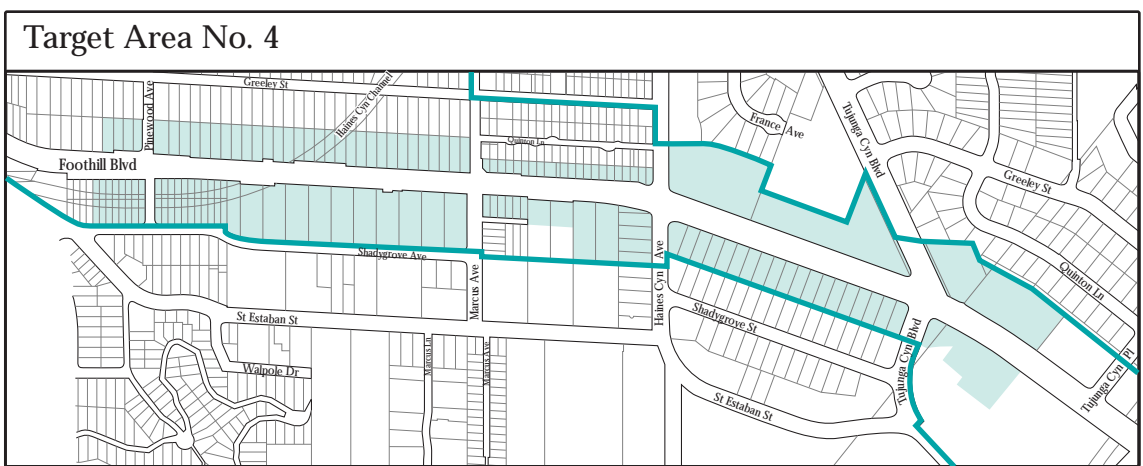 Target Area No. 4
Greeley St
Pinewood Ave
Haines Cyn Channel
Quinton Ln
France Ave
Tujunga Cyn Blvd
Foothill Blvd
Greeley St
Shadygrove Ave
Marcus Ave
Haines Cyn Ave
Quinton Ln
St Estaban St
Shadygrove St
Tujunga Cyn Blvd
Tujunga Cyn Pl
Walpole Dr
Marcus Ln
Marcus Ave
St Estaban St